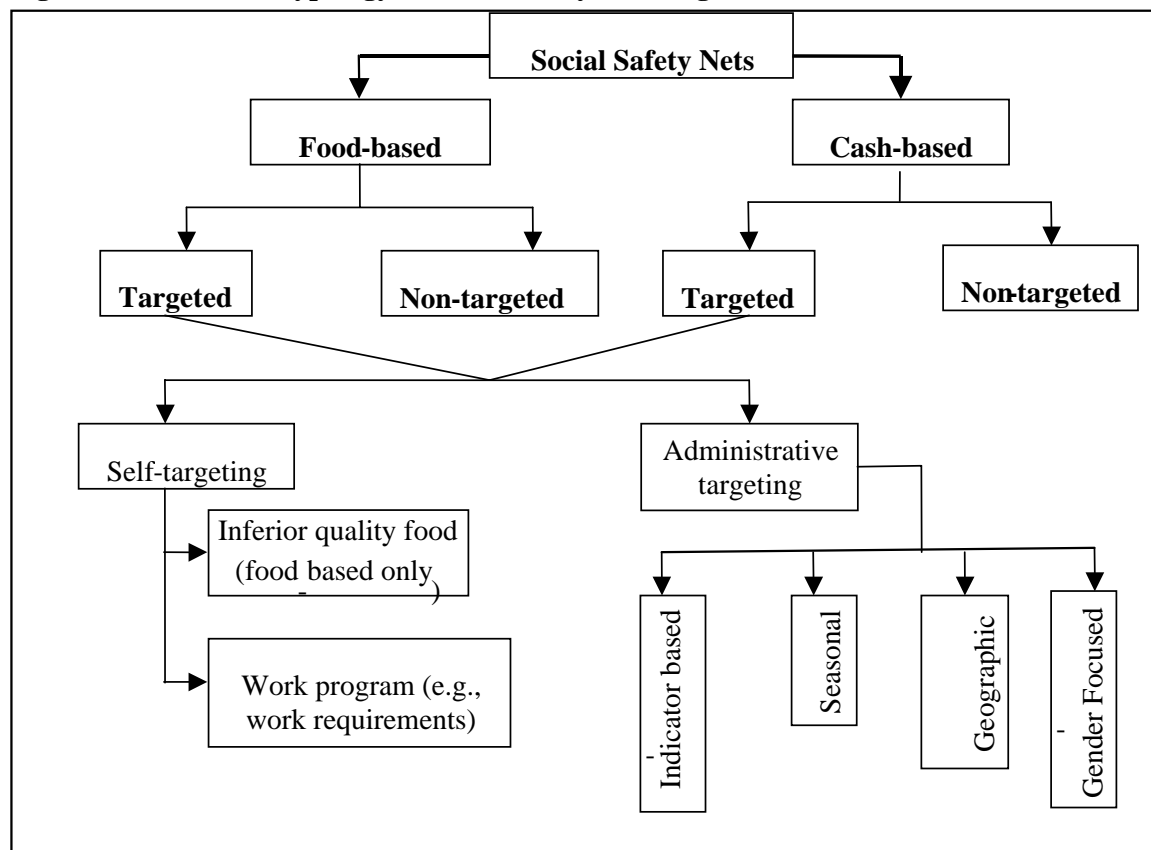 Social Safety Nets
Food-based
Cash-based
Targeted
Non-targeted
Targeted
Non-targeted
Self-targeting
Administrative
targeting
Inferior quality food
(food based only
-)
Work program (e.g.,
work requirements)
Indicator based
-
Seasonal
Geographic
Gender Focused
-